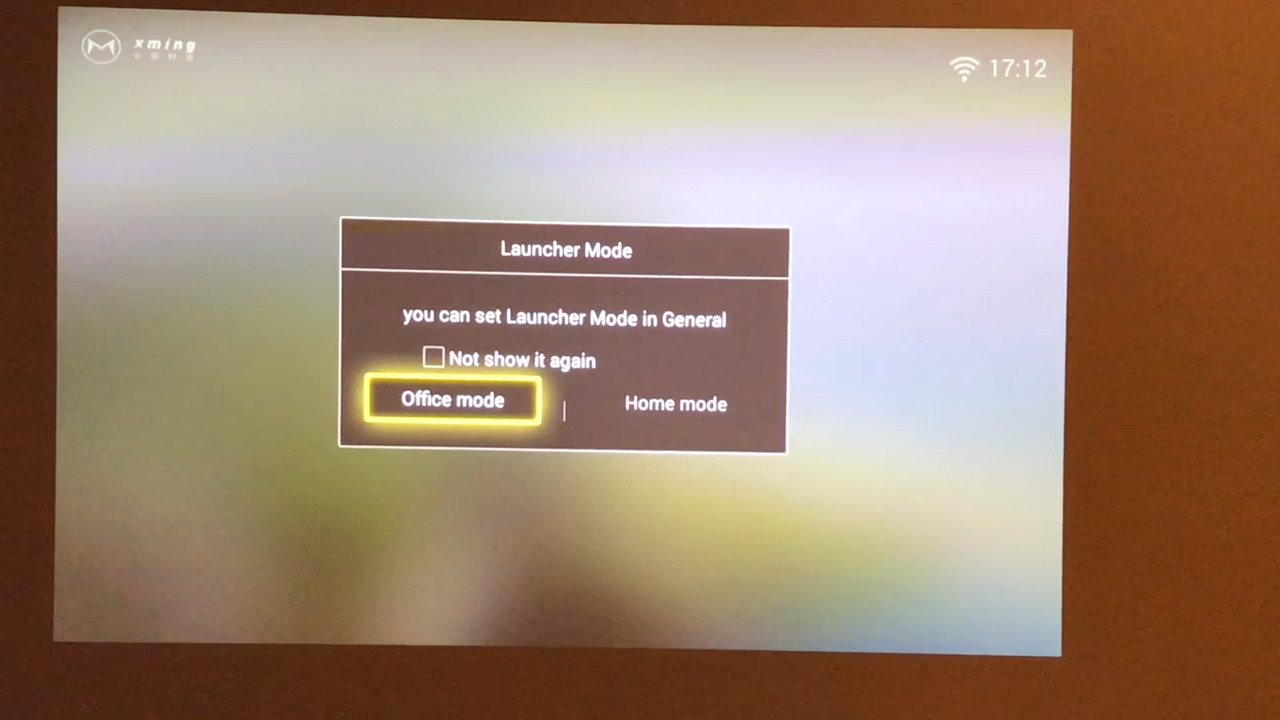 xming
17:12
Launcher Mode
you can set Launcher Mode in General
Not show it again
Office mode
Home mode